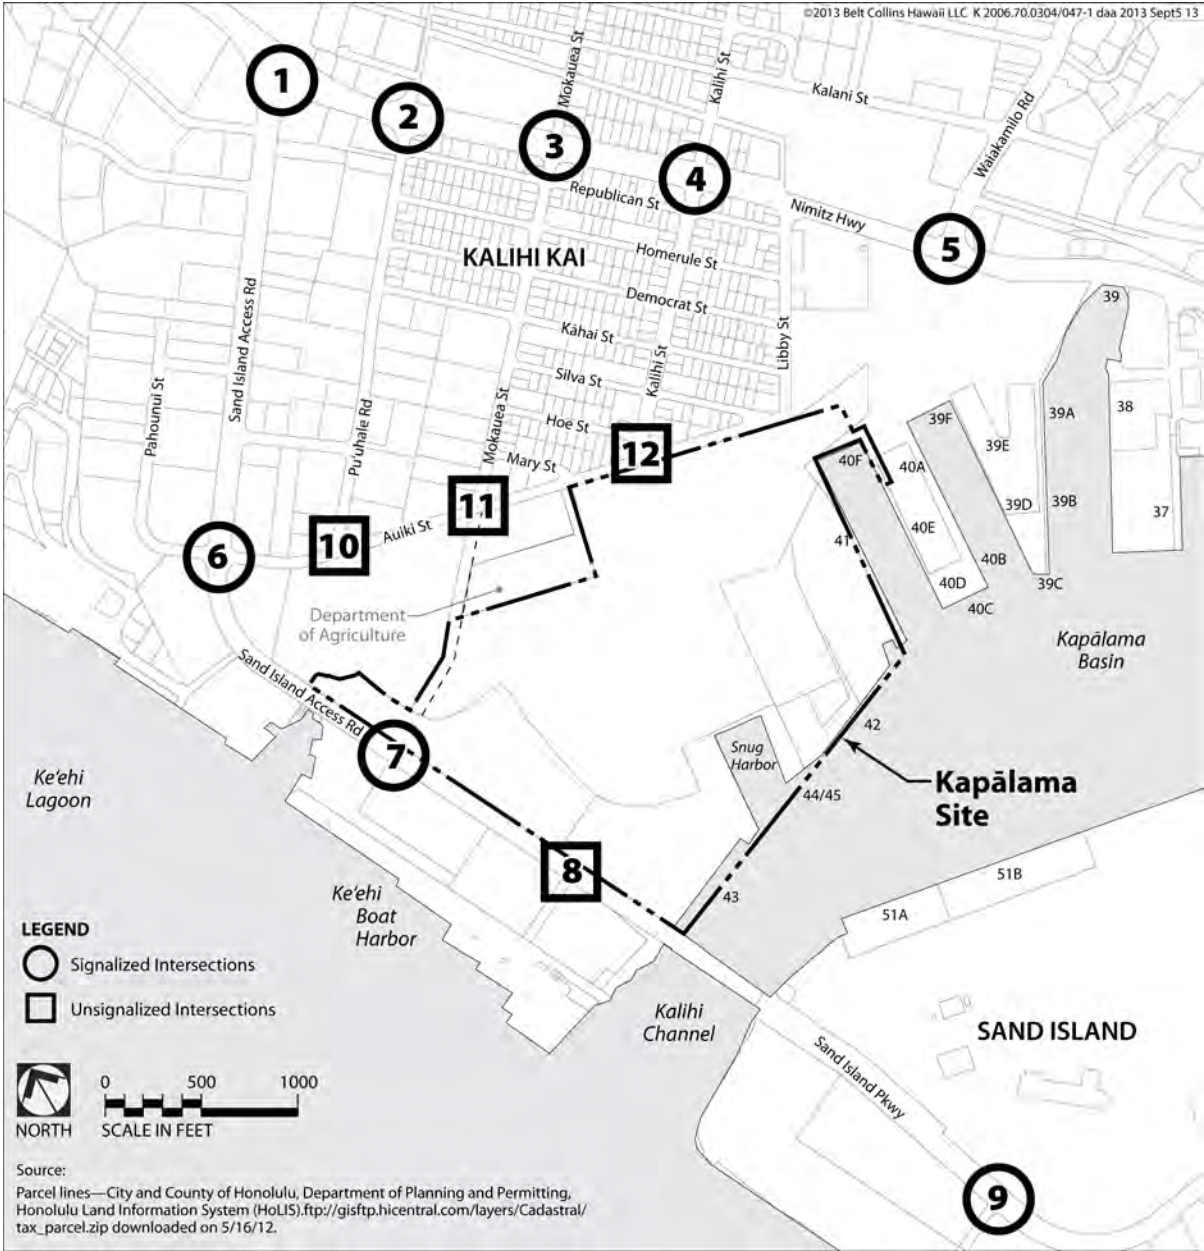 ©2013 Belt Collins Hawaii LLC K 2006.70.0304/047-1 daa 2013 Sept5 13
1
2
3
4
5
Mokauea St
Kalihi St
Kalani St
Waiakamilo Rd
Republican St
Nimitz Hwy
KALIHI KAI
Homerule St
Democrat St
Kāhai St
Silva St
Hoe St
Mary St
Libby St
Kalihi St
Mokauea St
Pu'uhale Rd
Sand Island Access Rd
Pahounui St
39
39A
38
39F
39E
40F
40A
39D
39B
37
40E
41
40B
40D
39C
40C
12
11
10
6
Auiki St
Department
of Agriculture
Kapālama
Basin
Sand Island Access Rd
7
Snug
Harbor
42
44/45
Kapālama
Site
8
43
51B
51A
Ke'ehi
Lagoon
Ke'ehi
Boat
Harbor
Kalihi
Channel
SAND ISLAND
Sand Island Pkwy
9
LEGEND
Signalized Intersections
Unsignalized Intersections
NORTH
0 500 1000
SCALE IN FEET
Source:
Parcel lines—City and County of Honolulu, Department of Planning and Permitting,
Honolulu Land Information System (HoLIS).ftp://gisftp.hicentral.com/layers/Cadastral/
tax_parcel.zip downloaded on 5/16/12.